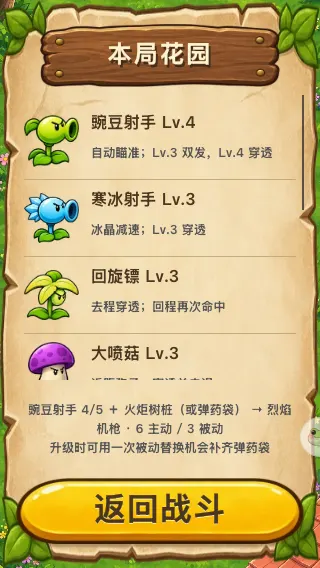 本局花园
豌豆射手 Lv.4
自动瞄准；Lv.3 双发，Lv.4 穿透
寒冰射手 Lv.3
冰晶减速；Lv.3 穿透
回旋镖 Lv.3
去程穿透；回程再次命中
大喷菇 Lv.3
豌豆射手 4/5 + 火炬树桩（或弹药袋） → 烈焰
机枪 · 6 主动 / 3 被动
升级时可用一次被动替换机会补齐弹药袋
返回战斗